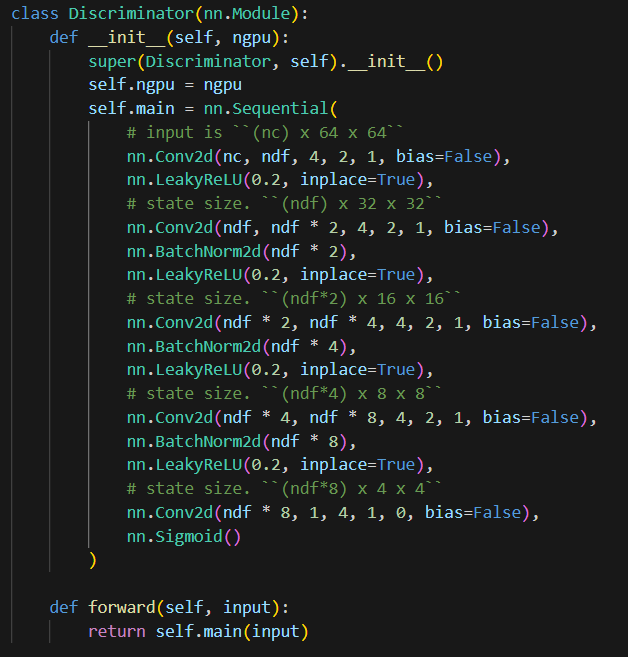 class Discriminator(nn.Module):
    def __init__(self, ngpu):
        super(Discriminator, self).__init__()
        self.ngpu = ngpu
        self.main = nn.Sequential(
            # input is ``(nc) x 64 x 64``
            nn.Conv2d(nc, ndf, 4, 2, 1, bias=False),
            nn.LeakyReLU(0.2, inplace=True),
            # state size. ``(ndf) x 32 x 32``
            nn.Conv2d(ndf, ndf * 2, 4, 2, 1, bias=False),
            nn.BatchNorm2d(ndf * 2),
            nn.LeakyReLU(0.2, inplace=True),
            # state size. ``(ndf*2) x 16 x 16``
            nn.Conv2d(ndf * 2, ndf * 4, 4, 2, 1, bias=False),
            nn.BatchNorm2d(ndf * 4),
            nn.LeakyReLU(0.2, inplace=True),
            # state size. ``(ndf*4) x 8 x 8``
            nn.Conv2d(ndf * 4, ndf * 8, 4, 2, 1, bias=False),
            nn.BatchNorm2d(ndf * 8),
            nn.LeakyReLU(0.2, inplace=True),
            # state size. ``(ndf*8) x 4 x 4``
            nn.Conv2d(ndf * 8, 1, 4, 1, 0, bias=False),
            nn.Sigmoid()
        )

    def forward(self, input):
        return self.main(input)